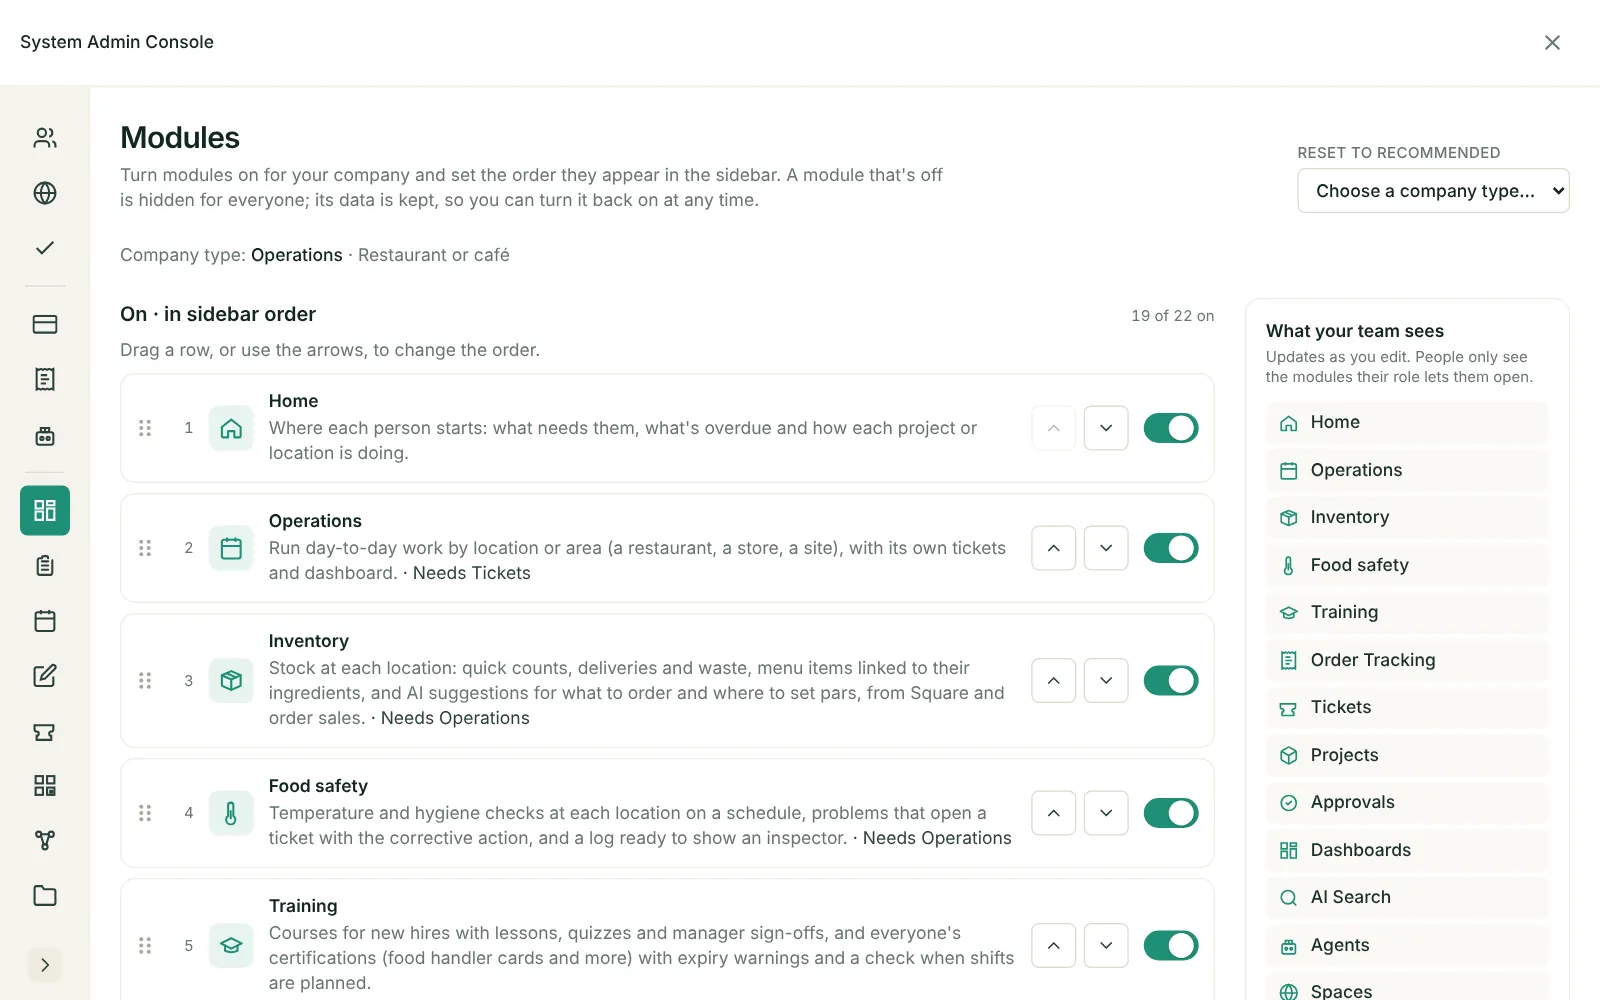 System Admin Console
Modules
Turn modules on for your company and set the order they appear in the sidebar. A module that's off
is hidden for everyone; its data is kept, so you can turn it back on at any time.
RESET TO RECOMMENDED
Choose a company type...
Company type: Operations · Restaurant or café
On · in sidebar order
19 of 22 on
Drag a row, or use the arrows, to change the order.
1
Home
Where each person starts: what needs them, what's overdue and how each project or
location is doing.
2
Operations
Run day-to-day work by location or area (a restaurant, a store, a site), with its own tickets
and dashboard. · Needs Tickets
3
Inventory
Stock at each location: quick counts, deliveries and waste, menu items linked to their
ingredients, and AI suggestions for what to order and where to set pars, from Square and
order sales. · Needs Operations
4
Food safety
Temperature and hygiene checks at each location on a schedule, problems that open a
ticket with the corrective action, and a log ready to show an inspector. · Needs Operations
5
Training
Courses for new hires with lessons, quizzes and manager sign-offs, and everyone's
certifications (food handler cards and more) with expiry warnings and a check when shifts
are planned.
What your team sees
Updates as you edit. People only see
the modules their role lets them open.
Home
Operations
Inventory
Food safety
Training
Order Tracking
Tickets
Projects
Approvals
Dashboards
AI Search
Agents
Spaces